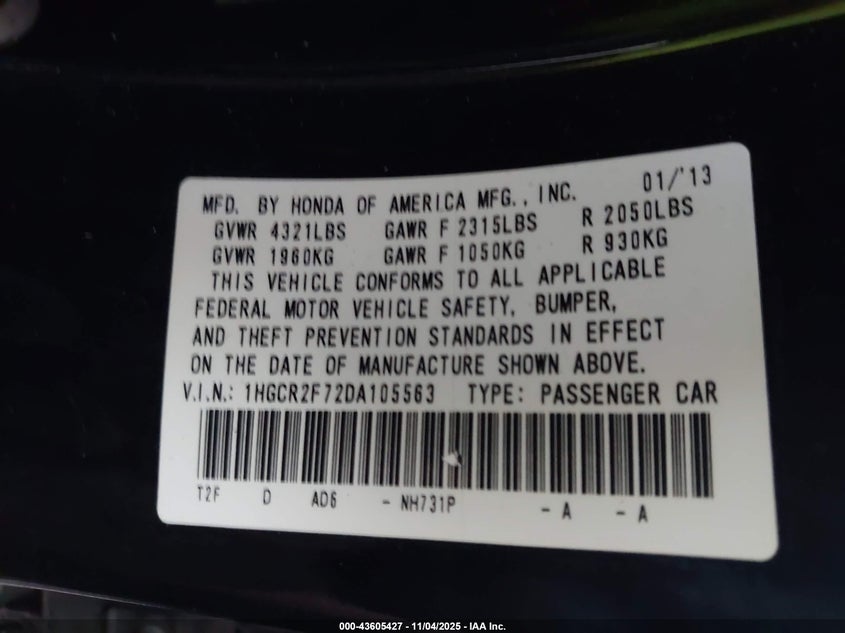 MFD. BY HONDA OF AMERICA MFG., INC. 01/'13
GVWR 4321LBS GAWR F 2315LBS R 2050LBS
GVWR 1960KG GAWR F 1050KG R 930KG
THIS VEHICLE CONFORMS TO ALL APPLICABLE
FEDERAL MOTOR VEHICLE SAFETY, BUMPER,
AND THEFT PREVENTION STANDARDS IN EFFECT
ON THE DATE OF MANUFACTURE SHOWN ABOVE.
V.I.N.: 1HGCR2F72DA105563 TYPE: PASSENGER CAR
T2F D AD6 - NH731P - A - A
000-43605427 - 11/04/2025 - IAA Inc.